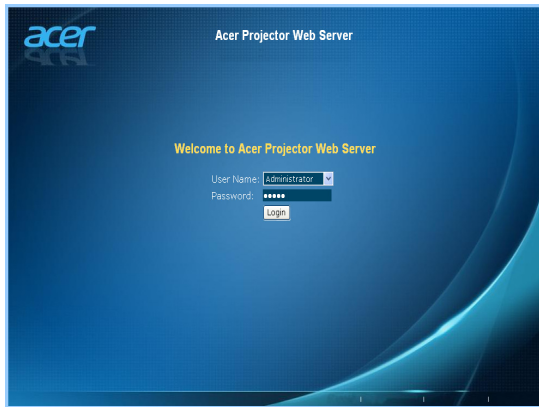 acer
Acer Projector Web Server
Welcome to Acer Projector Web Server
User Name: Administrator
Password: •••••
Login